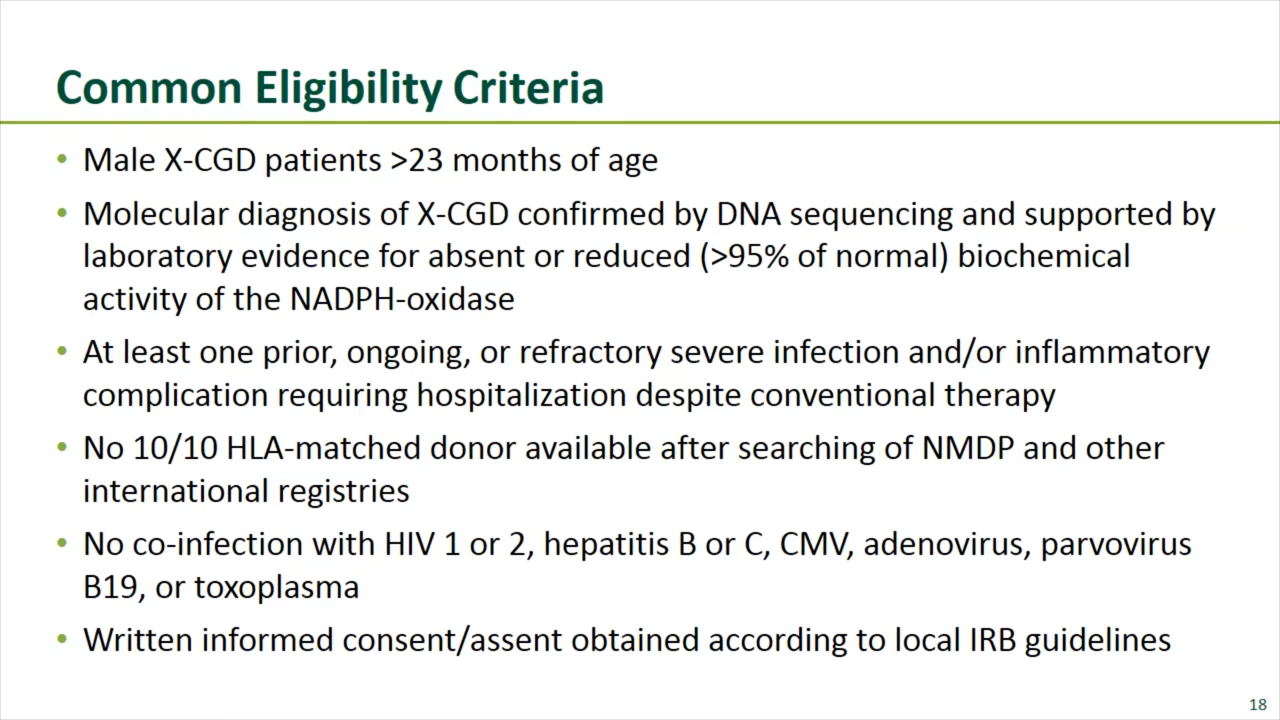 Common Eligibility Criteria
• Male X-CGD patients >23 months of age
• Molecular diagnosis of X-CGD confirmed by DNA sequencing and supported by
laboratory evidence for absent or reduced (>95% of normal) biochemical
activity of the NADPH-oxidase
• At least one prior, ongoing, or refractory severe infection and/or inflammatory
complication requiring hospitalization despite conventional therapy
• No 10/10 HLA-matched donor available after searching of NMDP and other
international registries
• No co-infection with HIV 1 or 2, hepatitis B or C, CMV, adenovirus, parvovirus
B19, or toxoplasma
• Written informed consent/assent obtained according to local IRB guidelines
18